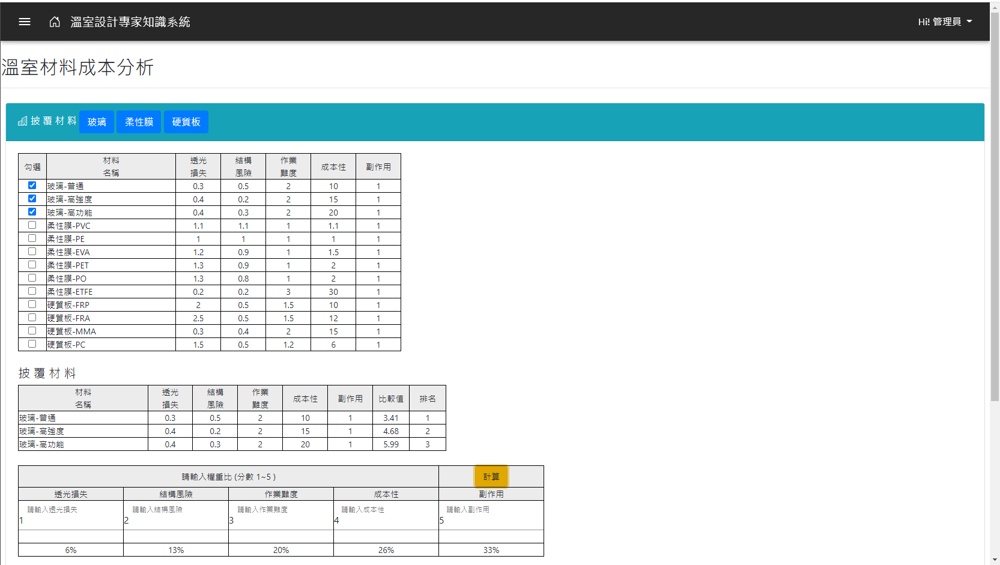 溫室設計專家知識系統
Hi! 管理員
溫室材料成本分析
披 覆 材 料 玻璃 柔性膜 硬質板
勾選 材料名稱 透光損失 結構風險 作業難度 成本性 副作用
玻璃-普通 0.3 0.5 2 10 1
玻璃-高強度 0.4 0.2 2 15 1
玻璃-高功能 0.4 0.3 2 20 1
柔性膜-PVC 1.1 1.1 1 1.1 1
柔性膜-PE 1 1 1 1 1
柔性膜-EVA 1.2 0.9 1 1.5 1
柔性膜-PET 1.3 0.9 1 2 1
柔性膜-PO 1.3 0.8 1 2 1
柔性膜-ETFE 0.2 0.2 3 30 1
硬質板-FRP 2 0.5 1.5 10 1
硬質板-FRA 2.5 0.5 1.5 12 1
硬質板-MMA 0.3 0.4 2 15 1
硬質板-PC 1.5 0.5 1.2 6 1
披 覆 材 料
材料名稱 透光損失 結構風險 作業難度 成本性 副作用 比較值 排名
玻璃-普通 0.3 0.5 2 10 1 3.41 1
玻璃-高強度 0.4 0.2 2 15 1 4.68 2
玻璃-高功能 0.4 0.3 2 20 1 5.99 3
請輸入權重比 (分數 1~5 ) 計算
透光損失 結構風險 作業難度 成本性 副作用
請輸入透光損失 請輸入結構風險 請輸入作業難度 請輸入成本性 請輸入副作用
1 2 3 4 5
6% 13% 20% 26% 33%